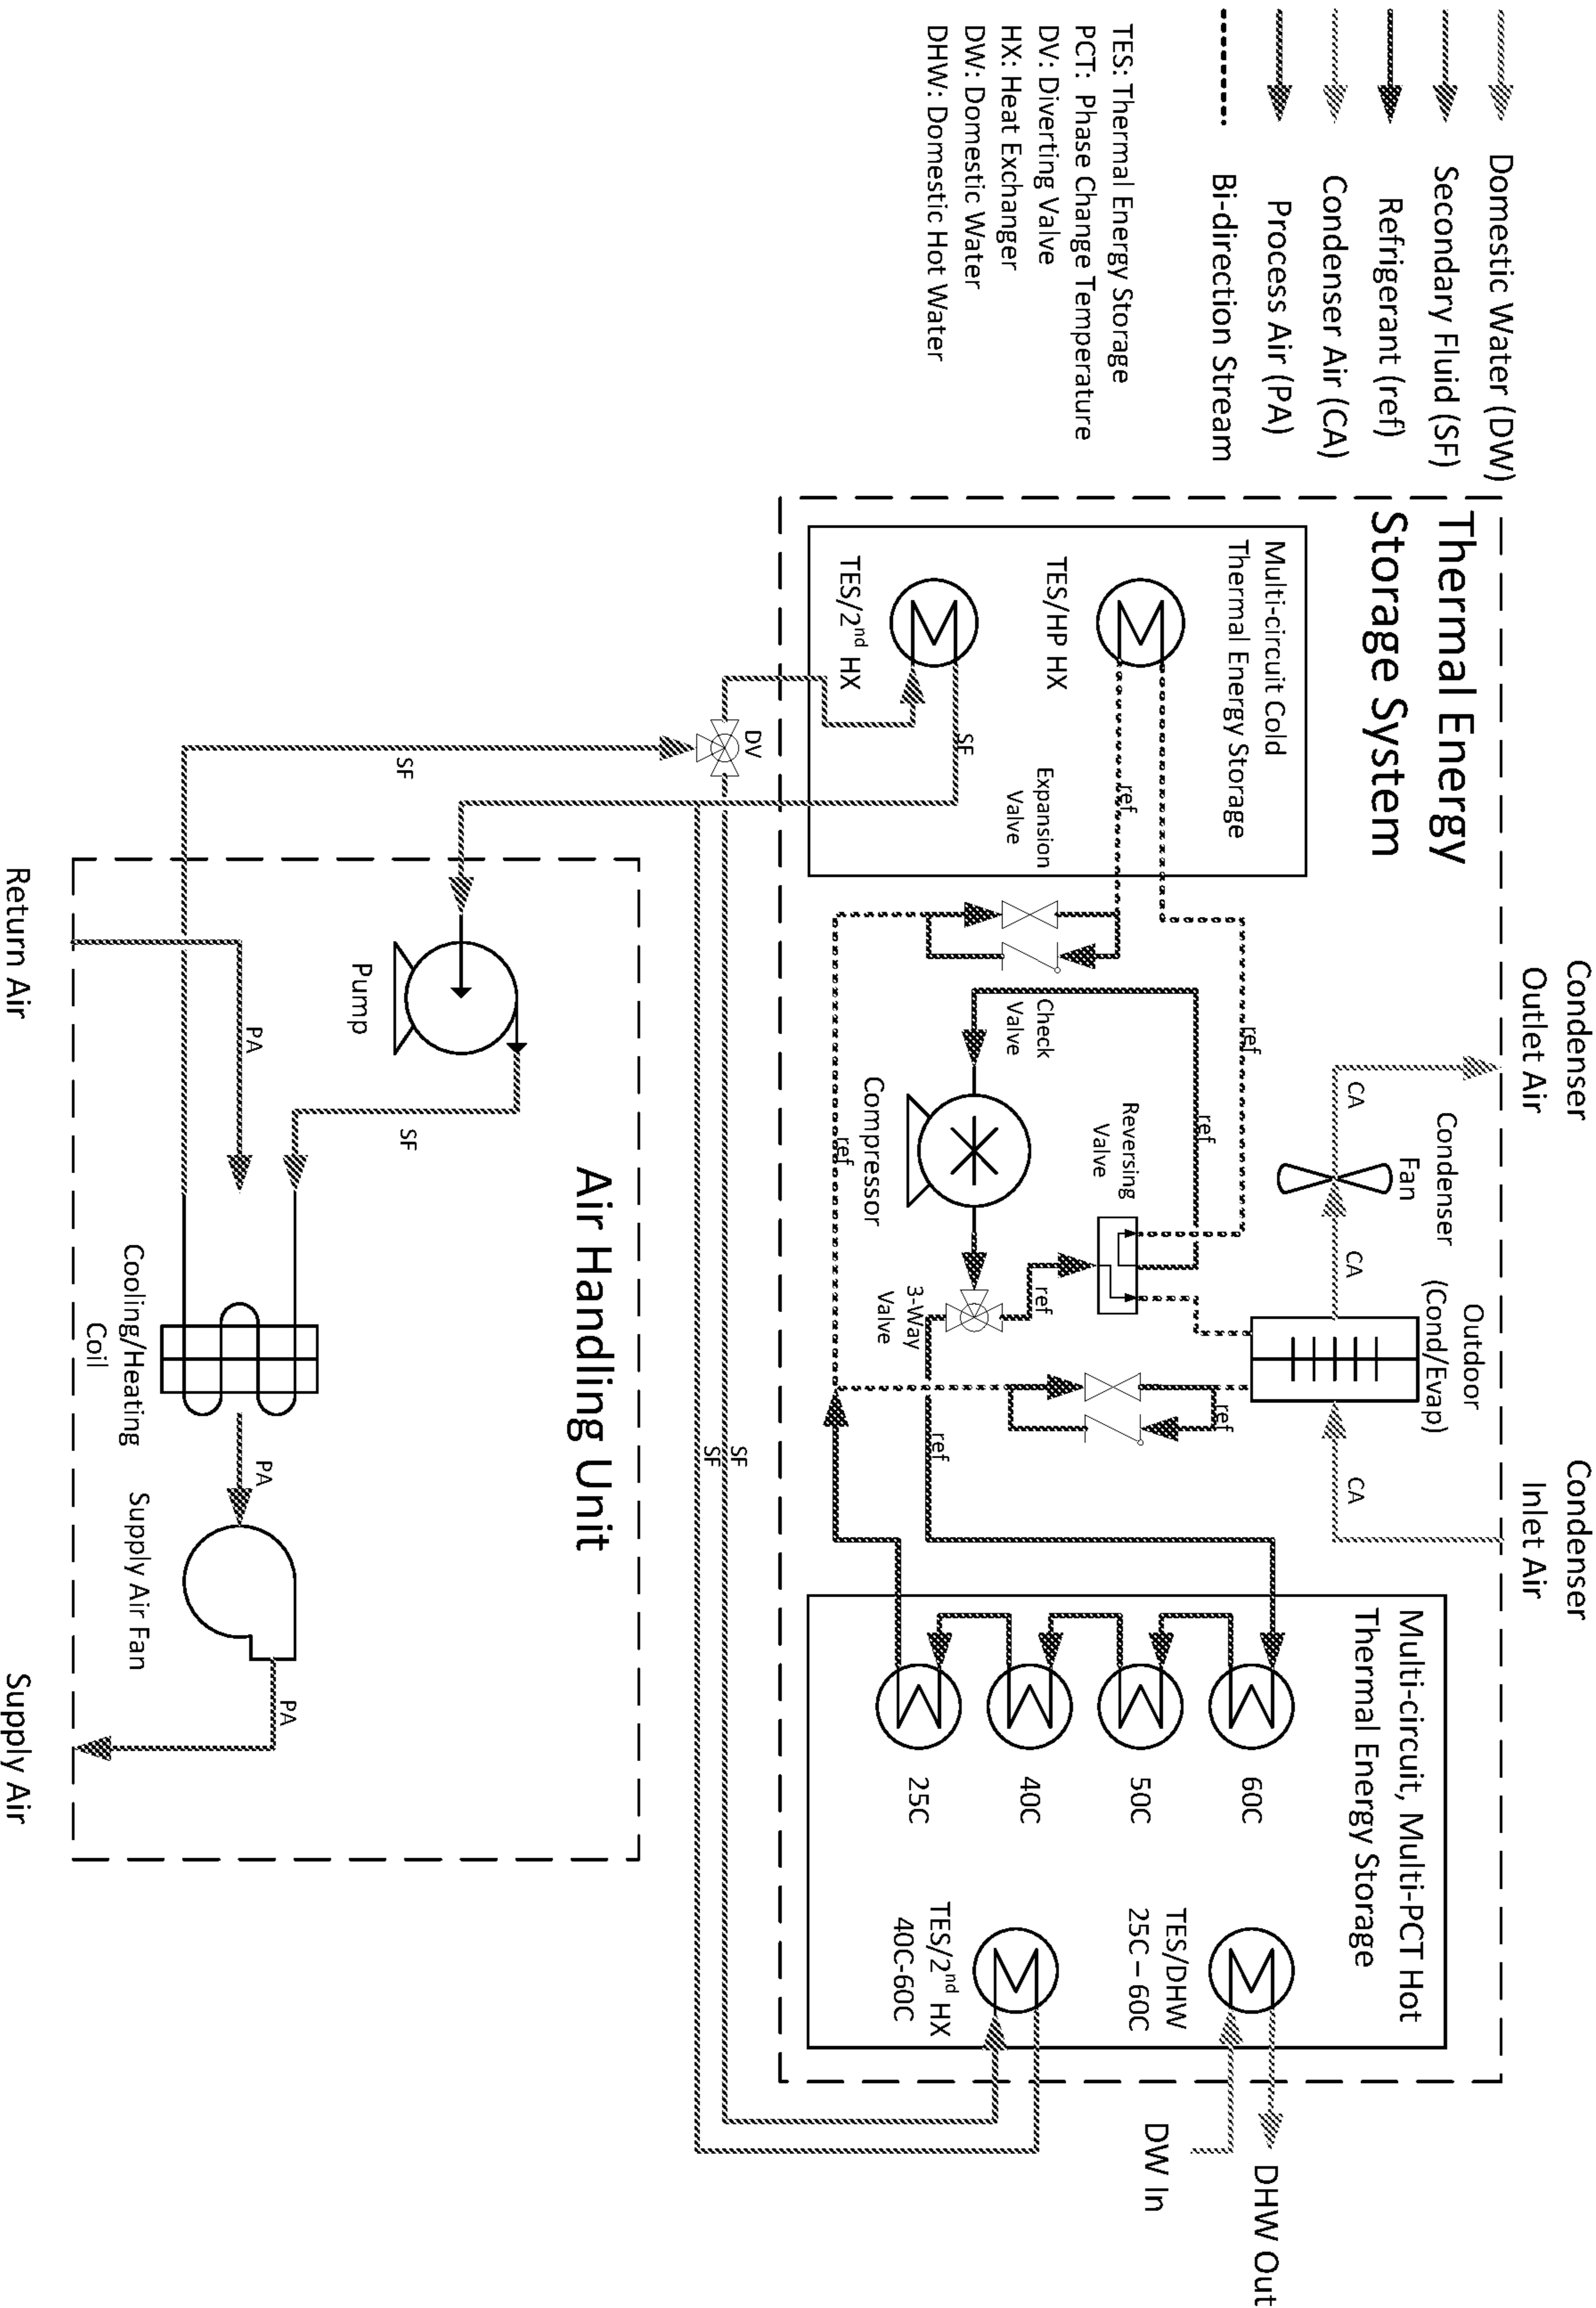 Domestic Water (DW)
Secondary Fluid (SF)
Refrigerant (ref)
Condenser Air (CA)
Process Air (PA)
Bi-direction Stream
TES: Thermal Energy Storage
PCT: Phase Change Temperature
DV: Diverting Valve
HX: Heat Exchanger
DW: Domestic Water
DHW: Domestic Hot Water
Condenser
Outlet Air
Condenser
Inlet Air
Thermal Energy
Storage System
Multi-circuit Cold
Thermal Energy Storage
TES/HP HX
TES/2nd HX
SF
ref
Expansion
Valve
ref
Check
Valve
Compressor
ref
Reversing
Valve
ref
CA
Condenser
Fan
CA
Outdoor
(Cond/Evap)
CA
ref
3-Way
Valve
ref
ref
Multi-circuit, Multi-PCT Hot
Thermal Energy Storage
60C
50C
40C
25C
TES/DHW
25C – 60C
TES/2nd HX
40C-60C
DHW Out
DW In
DV
SF
SF
SF
Air Handling Unit
Pump
SF
PA
Cooling/Heating
Coil
PA
Supply Air Fan
PA
Return Air
Supply Air